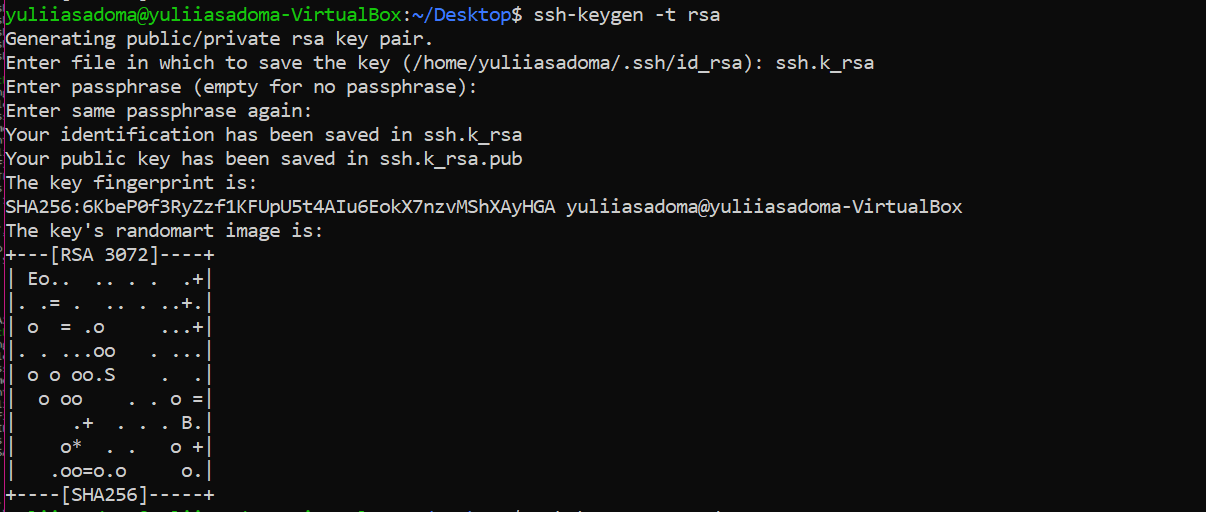 yuliiasadoma@yuliiasadoma-VirtualBox:~/Desktop$ ssh-keygen -t rsa
Generating public/private rsa key pair.
Enter file in which to save the key (/home/yuliiasadoma/.ssh/id_rsa): ssh.k_rsa
Enter passphrase (empty for no passphrase):
Enter same passphrase again:
Your identification has been saved in ssh.k_rsa
Your public key has been saved in ssh.k_rsa.pub
The key fingerprint is:
SHA256:6KbeP0f3RyZzf1KFUpU5t4AIu6EokX7nzvMShXAyHGA yuliiasadoma@yuliiasadoma-VirtualBox
The key's randomart image is:
+---[RSA 3072]----+
| Eo..  .. . .  .+|
|. .= .  .. . ..+.|
| o  = .o     ...+|
|. . ...oo   . ...|
| o o oo.S    .  .|
|  o oo    . . o =|
|     .+  . . . B.|
|    o*  . .   o +|
|   .oo=o.o     o.|
+----[SHA256]-----+